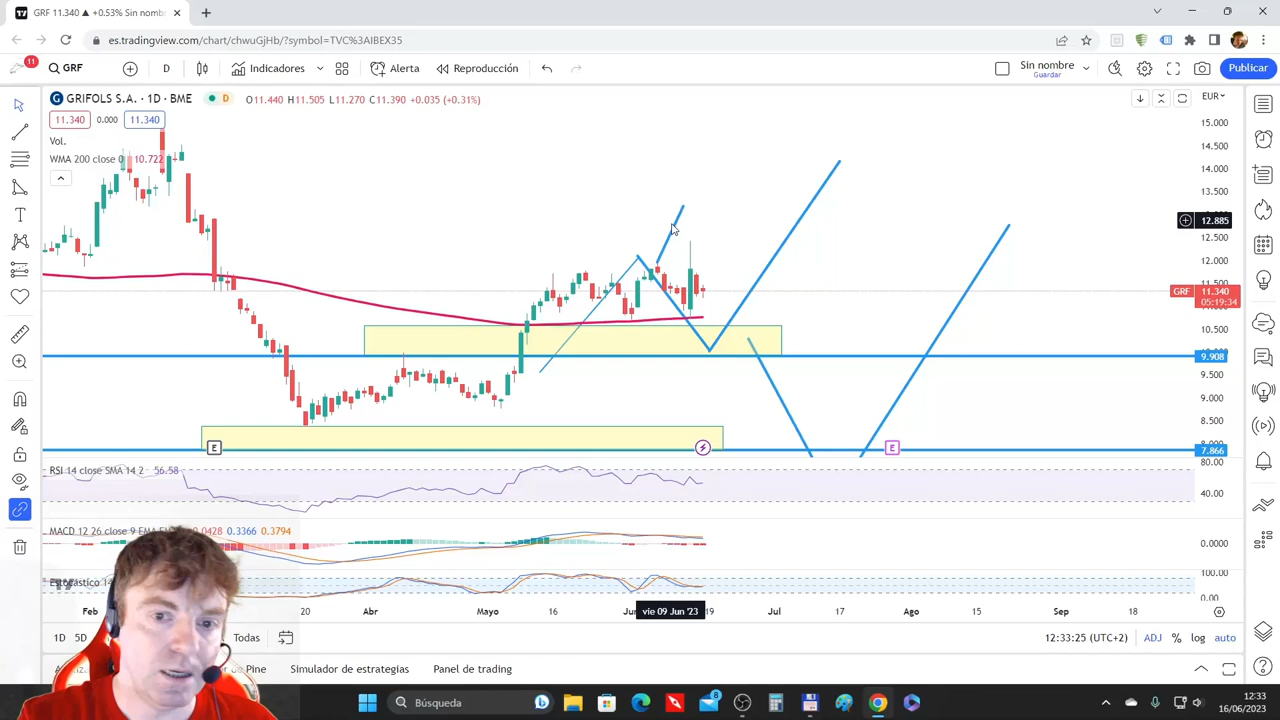 GRF 11.340 ▲ +0.53% Sin nomb
es.tradingview.com/chart/chwuGjHb/?symbol=TVC%3AIBEX35
11
GRF
D
Indicadores
Alerta
Reproducción
Sin nombre
Guardar
Publicar
GRIFOLS S.A. · 1D · BME
D
O11.440 H11.505 L11.270 C11.390 +0.035 (+0.31%)
EUR
11.340
0.000
11.340
Vol.
WMA 200 close 0 10.722
15.000
14.500
14.000
13.500
12.885
12.500
12.000
11.500
GRF 11.340
05:19:34
10.500
9.908
9.500
9.000
8.500
7.866
E
E
RSI 14 close SMA 14 2 56.58
80.00
40.00
MACD 12 26 close 9 EMA 0.0428 0.3366 0.3794
0.0000
Estocástico 14
100.00
0.00
Feb
20
Abr
Mayo
16
Jun
vie 09 Jun '23
19
Jul
17
Ago
15
Sep
18
1D
5D
Todas
12:33:25 (UTC+2)
ADJ
%
log
auto
de Pine
Simulador de estrategias
Panel de trading
Búsqueda
8
12:33
16/06/2023